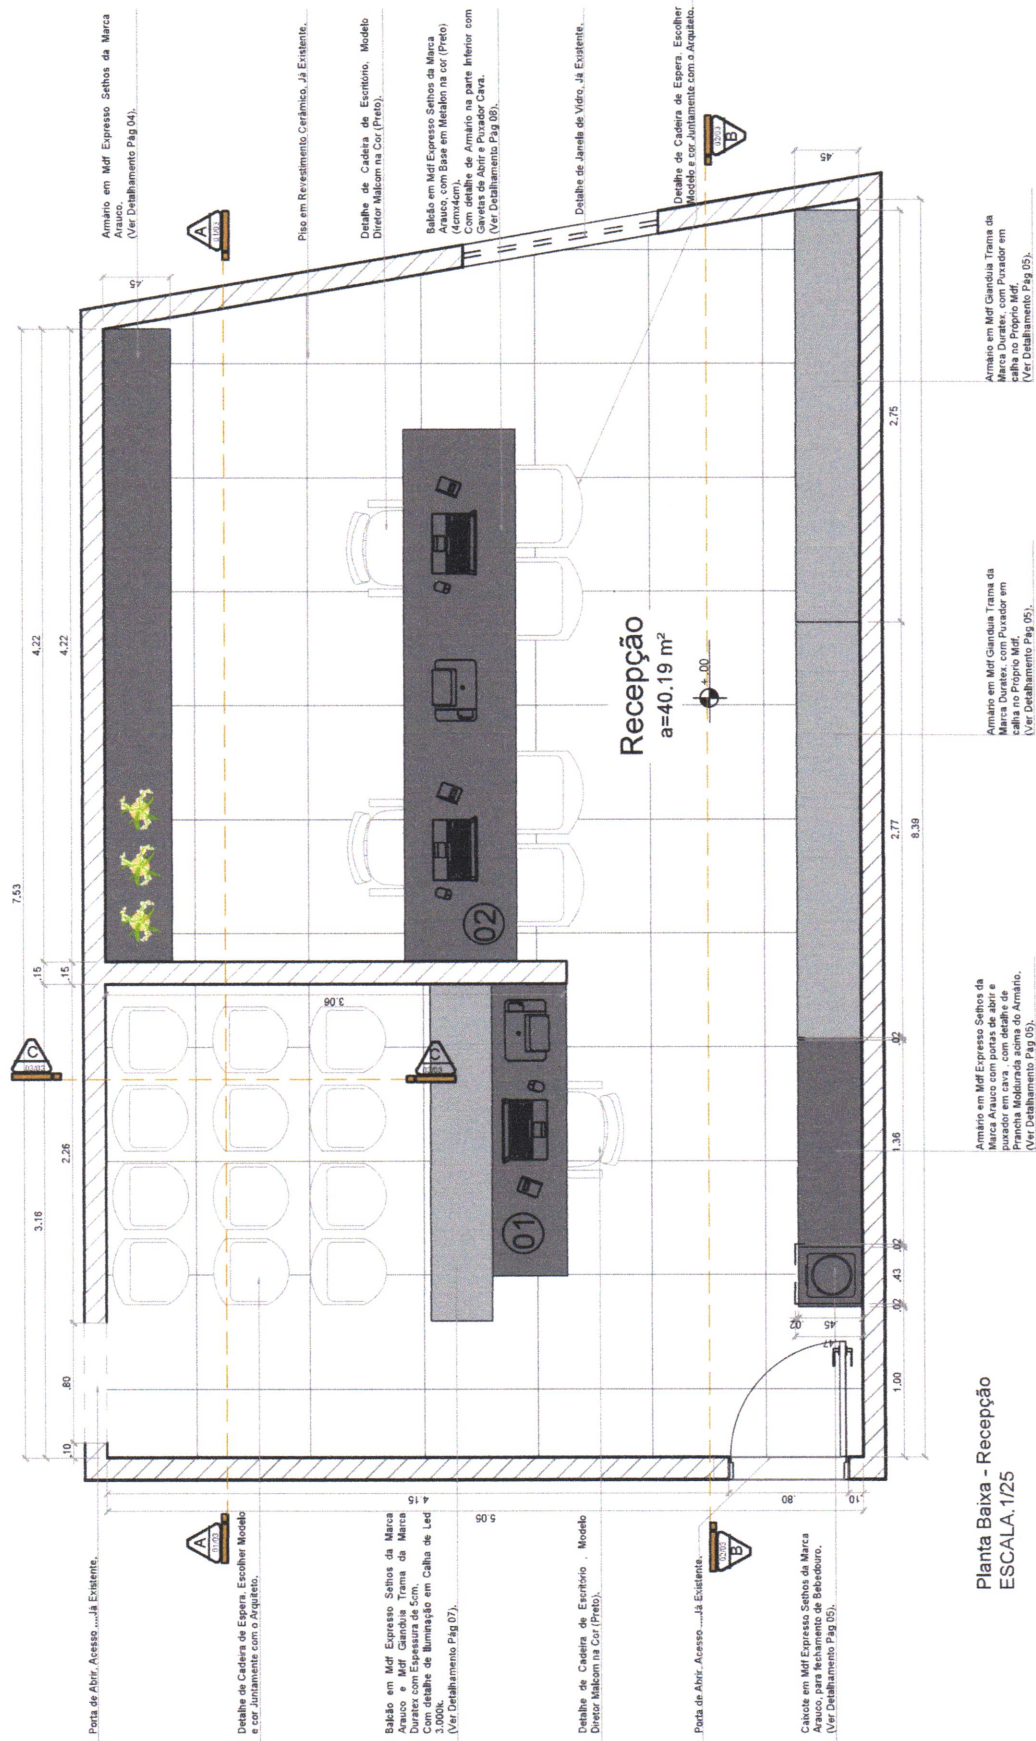 Armário em Mdf Expresso Sethos da Marca
Arauco.
(Ver Detalhamento Pág 04).
Piso em Revestimento Cerâmico, Já Existente.
Detalhe de Cadeira de Escritório, Modelo
Diretor Malcom na Cor (Preto).
Balcão em Mdf Expresso Sethos da Marca
Arauco, com Base em Metalon na cor (Preto)
(4cmx4cm).
Com detalhe de Armário na parte Inferior com
Gavetas de Abrir e Puxador Cava.
(Ver Detalhamento Pág 08).
Detalhe de Janela de Vidro, Já Existente.
Detalhe de Cadeira de Espera, Escolher
Modelo e cor Juntamente com o Arquiteto.
A
01/03
B
02/03
7.53
4.22
.15
3.16
4.22
.15
2.26
.80
.10
.45
.45
C
03/03
C
3.06
02
01
Recepção
a=40.19 m²
+.00
4.15
5.05
.80
.10
.02
.45
.47
1.00
.02
.43
.02
1.36
.02
2.77
2.75
8.39
A
01/03
B
02/03
Porta de Abrir, Acesso ....Já Existente.
Detalhe de Cadeira de Espera, Escolher Modelo
e cor Juntamente com o Arquiteto.
Balcão em Mdf Expresso Sethos da Marca
Arauco e Mdf Gianduia Trama da Marca
Duratex com Espessura de 5cm.
Com detalhe de Iluminação em Calha de Led
3.000k.
(Ver Detalhamento Pág 07).
Detalhe de Cadeira de Escritório , Modelo
Diretor Malcom na Cor (Preto).
Porta de Abrir, Acesso ....Já Existente.
Caixote em Mdf Expresso Sethos da Marca
Arauco, para fechamento de Bebedouro.
(Ver Detalhamento Pág 05).
Armário em Mdf Expresso Sethos da
Marca Arauco com portas de abrir e
puxador em cava , com detalhe de
Prancha Moldurada acima do Armário.
(Ver Detalhamento Pág 05).
Armário em Mdf Gianduia Trama da
Marca Duratex, com Puxador em
calha no Próprio Mdf.
(Ver Detalhamento Pág 05).
Armário em Mdf Gianduia Trama da
Marca Duratex, com Puxador em
calha no Próprio Mdf.
(Ver Detalhamento Pág 05).
Planta Baixa - Recepção
ESCALA.1/25